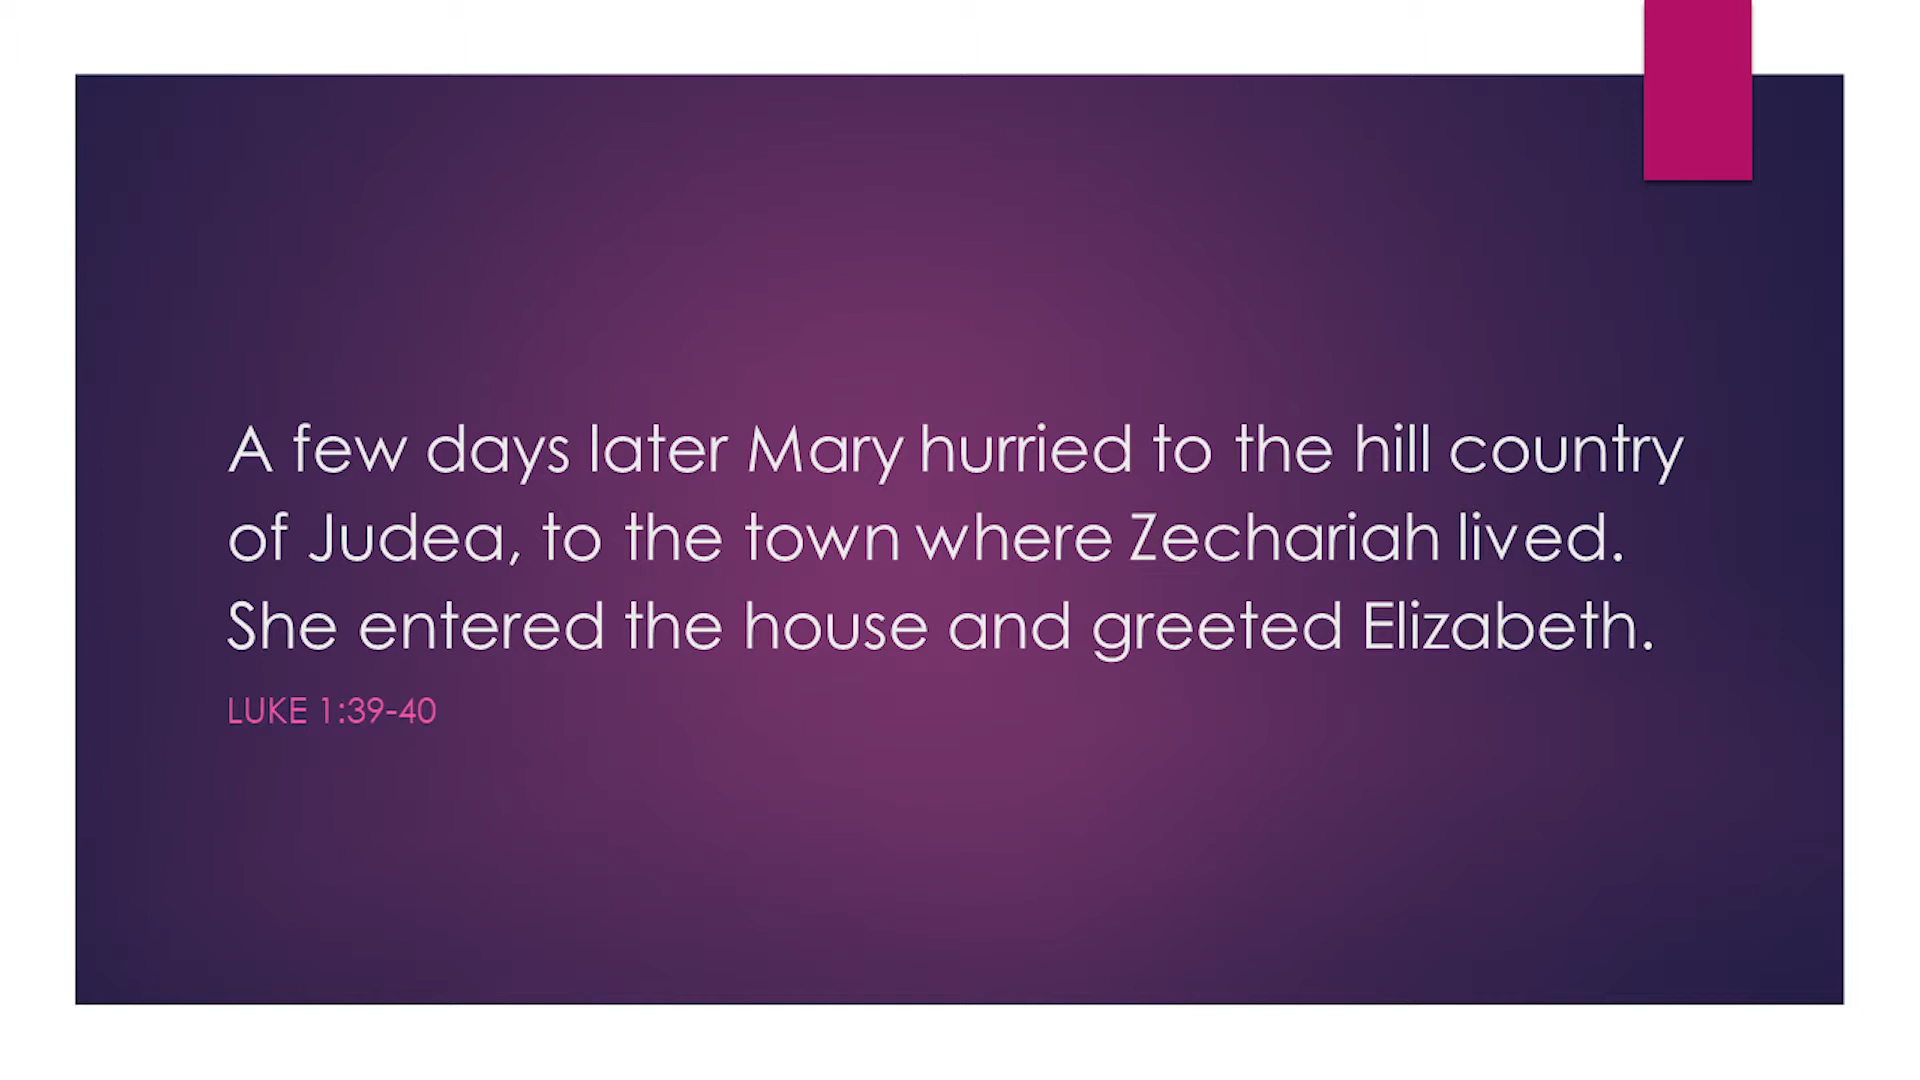 A few days later Mary hurried to the hill country
of Judea, to the town where Zechariah lived.
She entered the house and greeted Elizabeth.
LUKE 1:39-40